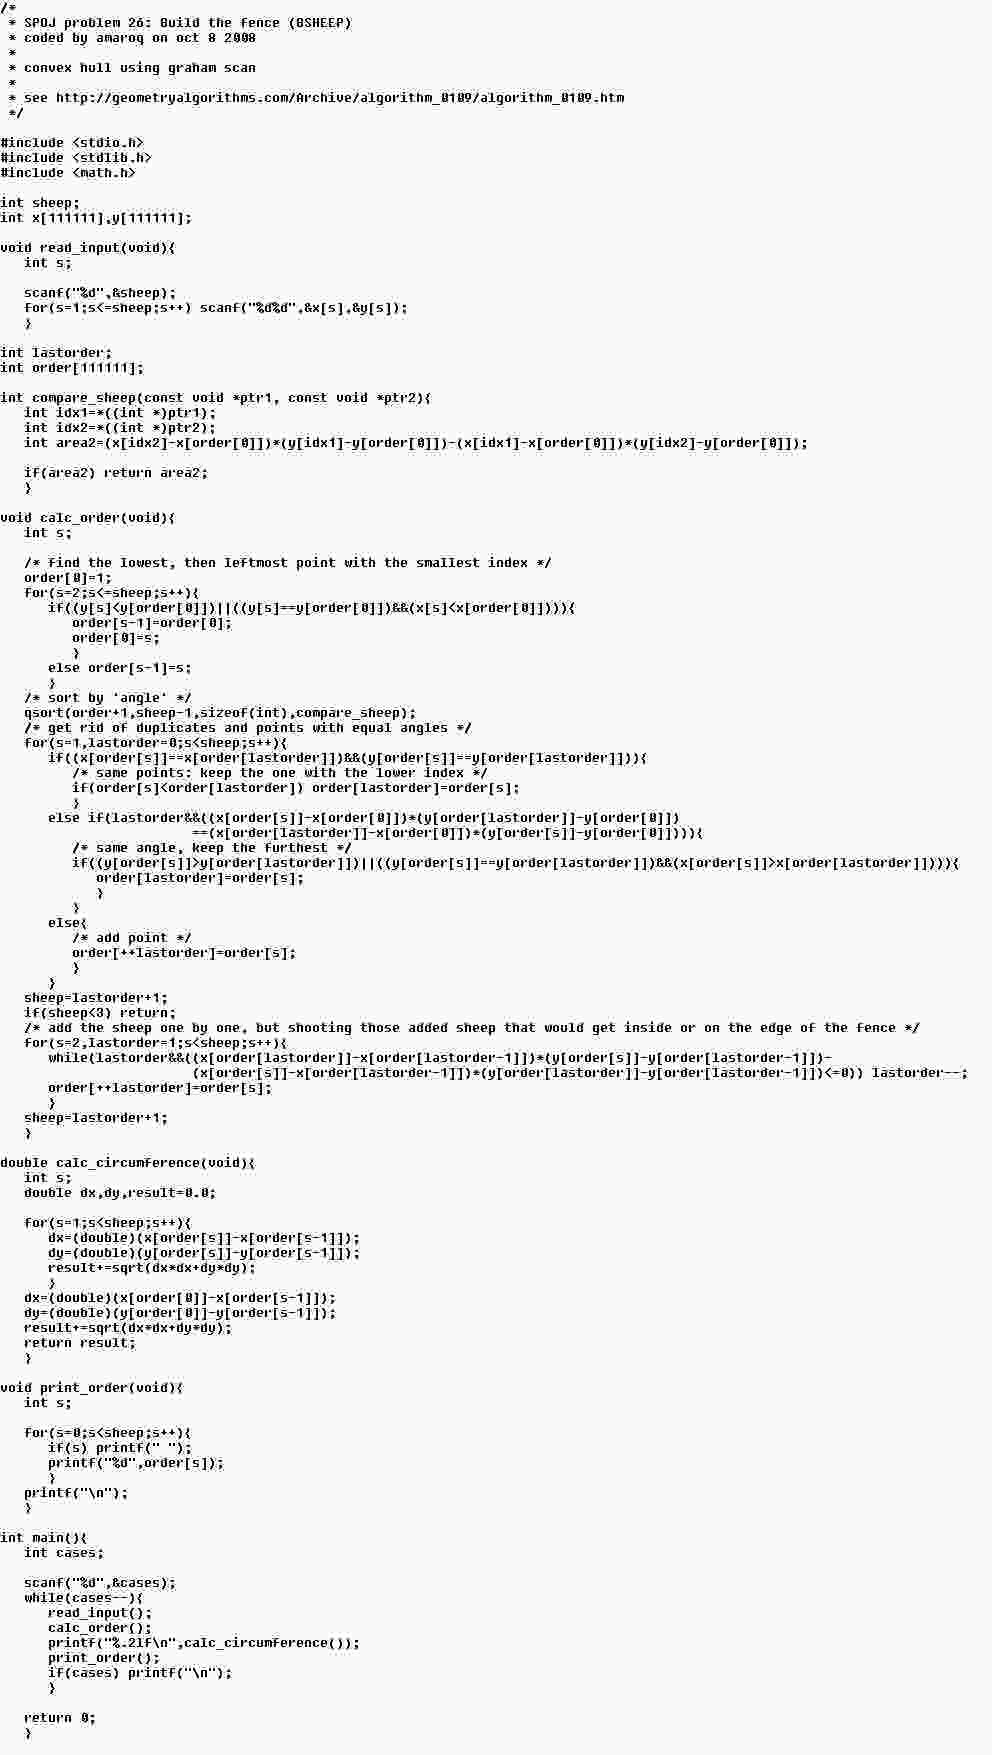 /*
 * SPOJ problem 26: Build the fence (BSHEEP)
 * coded by amaroq on oct 8 2008
 *
 * convex hull using graham scan
 *
 * see http://geometryalgorithms.com/Archive/algorithm_0109/algorithm_0109.htm
 */

#include <stdio.h>
#include <stdlib.h>
#include <math.h>

int sheep;
int x[111111],y[111111];

void read_input(void){
   int s;

   scanf("%d",&sheep);
   for(s=1;s<=sheep;s++) scanf("%d%d",&x[s],&y[s]);
   }

int lastorder;
int order[111111];

int compare_sheep(const void *ptr1, const void *ptr2){
   int idx1=*((int *)ptr1);
   int idx2=*((int *)ptr2);
   int area2=(x[idx2]-x[order[0]])*(y[idx1]-y[order[0]])-(x[idx1]-x[order[0]])*(y[idx2]-y[order[0]]);

   if(area2) return area2;
   }

void calc_order(void){
   int s;

   /* find the lowest, then leftmost point with the smallest index */
   order[0]=1;
   for(s=2;s<=sheep;s++){
      if((y[s]<y[order[0]])||((y[s]==y[order[0]])&&(x[s]<x[order[0]]))){
         order[s-1]=order[0];
         order[0]=s;
         }
      else order[s-1]=s;
      }
   /* sort by 'angle' */
   qsort(order+1,sheep-1,sizeof(int),compare_sheep);
   /* get rid of duplicates and points with equal angles */
   for(s=1,lastorder=0;s<sheep;s++){
      if((x[order[s]]==x[order[lastorder]])&&(y[order[s]]==y[order[lastorder]])){
         /* same points: keep the one with the lower index */
         if(order[s]<order[lastorder]) order[lastorder]=order[s];
         }
      else if(lastorder&&((x[order[s]]-x[order[0]])*(y[order[lastorder]]-y[order[0]])
                        ==(x[order[lastorder]]-x[order[0]])*(y[order[s]]-y[order[0]]))){
         /* same angle, keep the furthest */
         if((y[order[s]]>y[order[lastorder]])||((y[order[s]]==y[order[lastorder]])&&(x[order[s]]>x[order[lastorder]]))){
            order[lastorder]=order[s];
            }
         }
      else{
         /* add point */
         order[++lastorder]=order[s];
         }
      }
   sheep=lastorder+1;
   if(sheep<3) return;
   /* add the sheep one by one, but shooting those added sheep that would get inside or on the edge of the fence */
   for(s=2,lastorder=1;s<sheep;s++){
      while(lastorder&&((x[order[lastorder]]-x[order[lastorder-1]])*(y[order[s]]-y[order[lastorder-1]])-
                        (x[order[s]]-x[order[lastorder-1]])*(y[order[lastorder]]-y[order[lastorder-1]])<=0)) lastorder--;
      order[++lastorder]=order[s];
      }
   sheep=lastorder+1;
   }

double calc_circumference(void){
   int s;
   double dx,dy,result=0.0;

   for(s=1;s<sheep;s++){
      dx=(double)(x[order[s]]-x[order[s-1]]);
      dy=(double)(y[order[s]]-y[order[s-1]]);
      result+=sqrt(dx*dx+dy*dy);
      }
   dx=(double)(x[order[0]]-x[order[s-1]]);
   dy=(double)(y[order[0]]-y[order[s-1]]);
   result+=sqrt(dx*dx+dy*dy);
   return result;
   }

void print_order(void){
   int s;

   for(s=0;s<sheep;s++){
      if(s) printf(" ");
      printf("%d",order[s]);
      }
   printf("\n");
   }

int main(){
   int cases;

   scanf("%d",&cases);
   while(cases--){
      read_input();
      calc_order();
      printf("%.2lf\n",calc_circumference());
      print_order();
      if(cases) printf("\n");
      }

   return 0;
   }